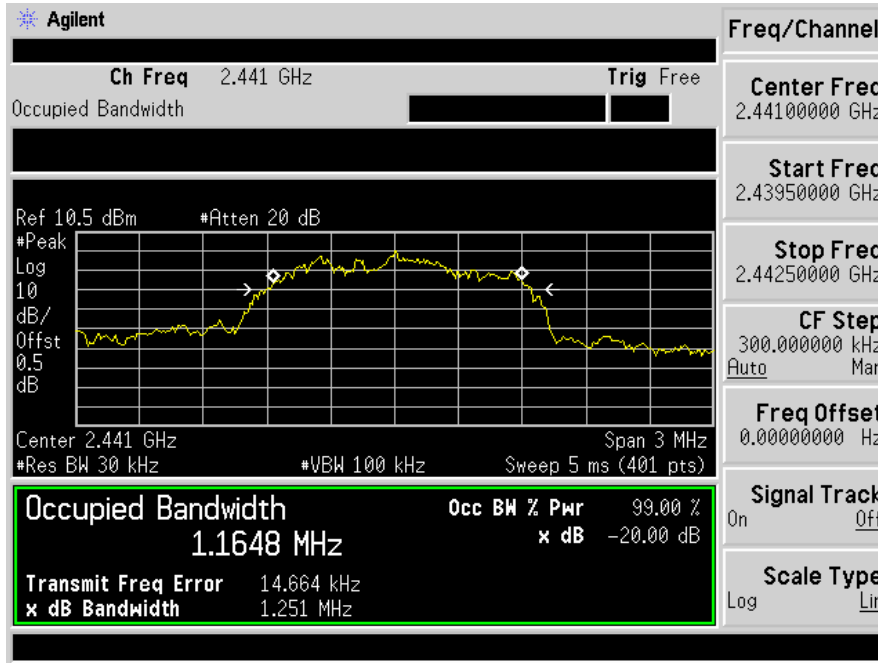 Agilent
Freq/Channel
Ch Freq 2.441 GHz Trig Free
Occupied Bandwidth
Center Freq
2.44100000 GHz
Start Freq
2.43950000 GHz
Stop Freq
2.44250000 GHz
CF Step
300.000000 kHz
Auto Man
Freq Offset
0.00000000 Hz
Signal Track
On Off
Scale Type
Log Lin
Ref 10.5 dBm #Atten 20 dB
#Peak
Log
10
dB/
Offst
0.5
dB
Center 2.441 GHz Span 3 MHz
#Res BW 30 kHz #VBW 100 kHz Sweep 5 ms (401 pts)
Occupied Bandwidth
1.1648 MHz
Occ BW % Pwr 99.00 %
x dB -20.00 dB
Transmit Freq Error 14.664 kHz
x dB Bandwidth 1.251 MHz